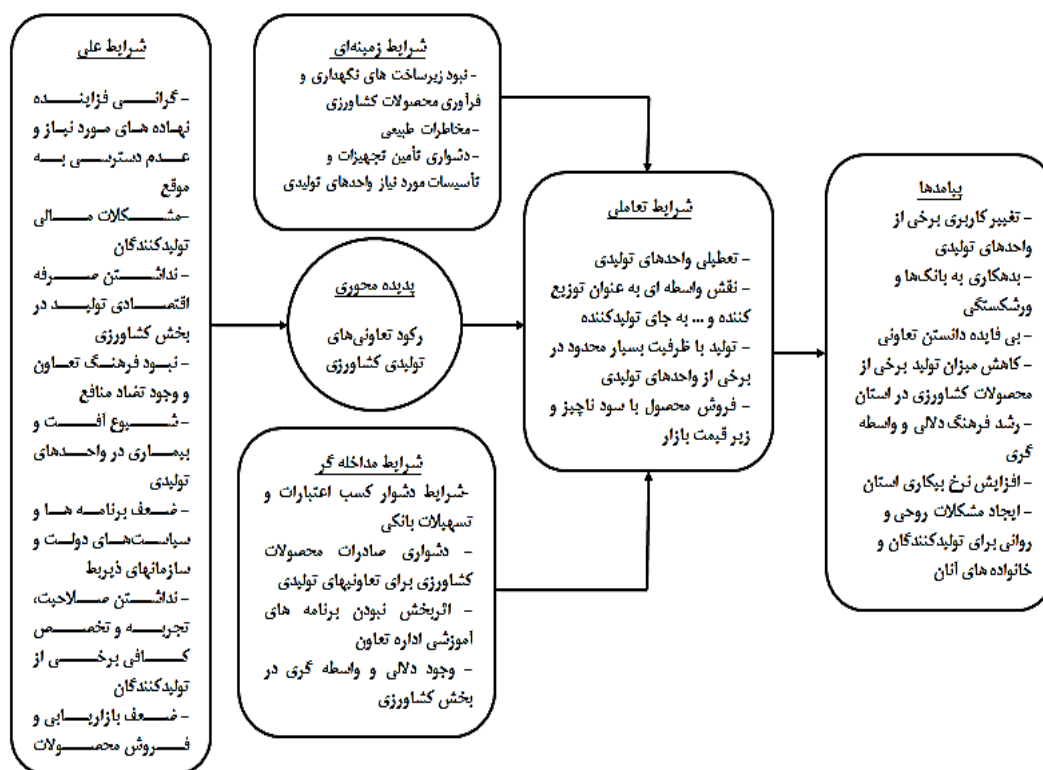 شرایط علی
- گرانی فزاینده
نهاده های مورد نیاز و
عدم دسترسی به
موقع
-مشکلات مالی
تولیدکنندگان
- نداشتن صرفه
اقتصادی تولید در
بخش کشاورزی
- نبود فرهنگ تعاون
و وجود تضاد منافع
- شیوع آفت و
بیماری در واحدهای
تولیدی
- ضعف برنامه ها و
سیاست‌های دولت و
سازمانهای ذیربط
- نداشتن صلاحیت،
تجربه و تخصص
کافی برخی از
تولیدکنندگان
- ضعف بازاریابی و
فروش محصولات
شرایط زمینه‌ای
- نبود زیرساخت های نگهداری و
فرآوری محصولات کشاورزی
- مخاطرات طبیعی
- دشواری تأمین تجهیزات و
تأسیسات مورد نیاز واحدهای تولیدی
پدیده محوری
رکود تعاونی‌های
تولیدی کشاورزی
شرایط مداخله گر
-شرایط دشوار کسب اعتبارات و
تسهیلات بانکی
- دشواری صادرات محصولات
کشاورزی برای تعاونیهای تولیدی
- اثربخش نبودن برنامه های
آموزشی اداره تعاون
- وجود دلالی و واسطه گری در
بخش کشاورزی
شرایط تعاملی
- تعطیلی واحدهای تولیدی
- نقش واسطه ای به عنوان توزیع
کننده و ... به جای تولیدکننده
- تولید با ظرفیت بسیار محدود در
برخی از واحدهای تولیدی
- فروش محصول با سود ناچیز و
زیر قیمت بازار
پیامدها
- تغییر کاربری برخی از
واحدهای تولیدی
- بدهکاری به بانک‌ها و
ورشکستگی
- بی فایده دانستن تعاونی
- کاهش میزان تولید برخی از
محصولات کشاورزی در استان
- رشد فرهنگ دلالی و واسطه
گری
- افزایش نرخ بیکاری استان
- ایجاد مشکلات روحی و
روانی برای تولیدکنندگان و
خانواده های آنان